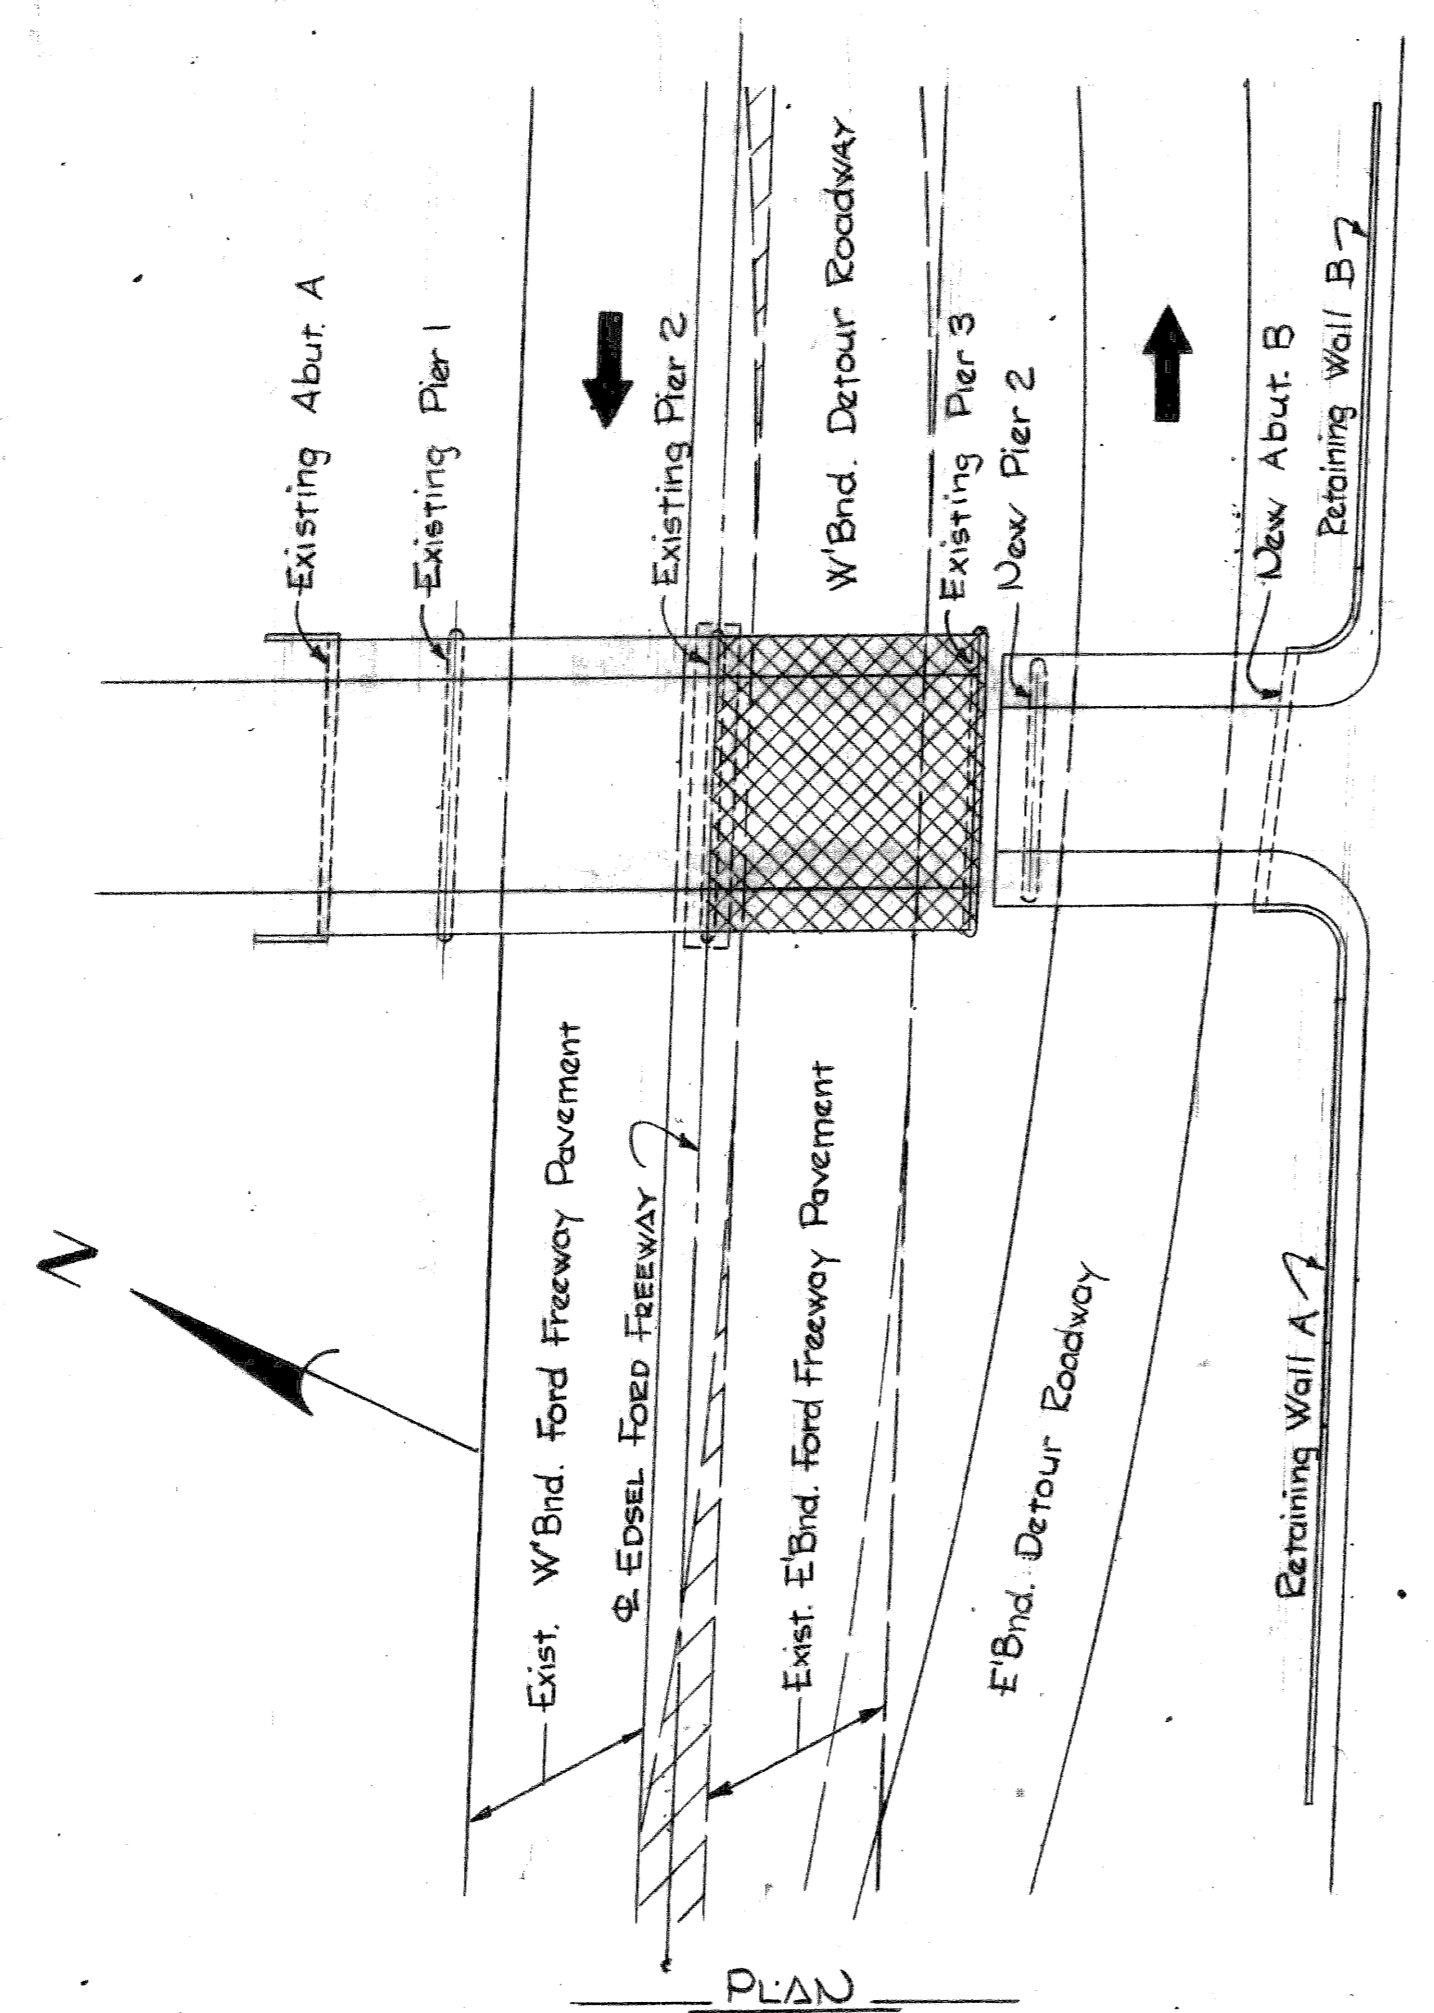 Existing Abut. A
Existing Pier 1
Existing Pier 2
W'Bnd. Detour Roadway
Existing Pier 3
New Pier 2
New Abut. B
Retaining Wall B
N
Exist. W'Bnd. Ford Freeway Pavement
℄ EDSEL FORD FREEWAY
Exist. E'Bnd. Ford Freeway Pavement
E'Bnd. Detour Roadway
Retaining Wall A
PLAN